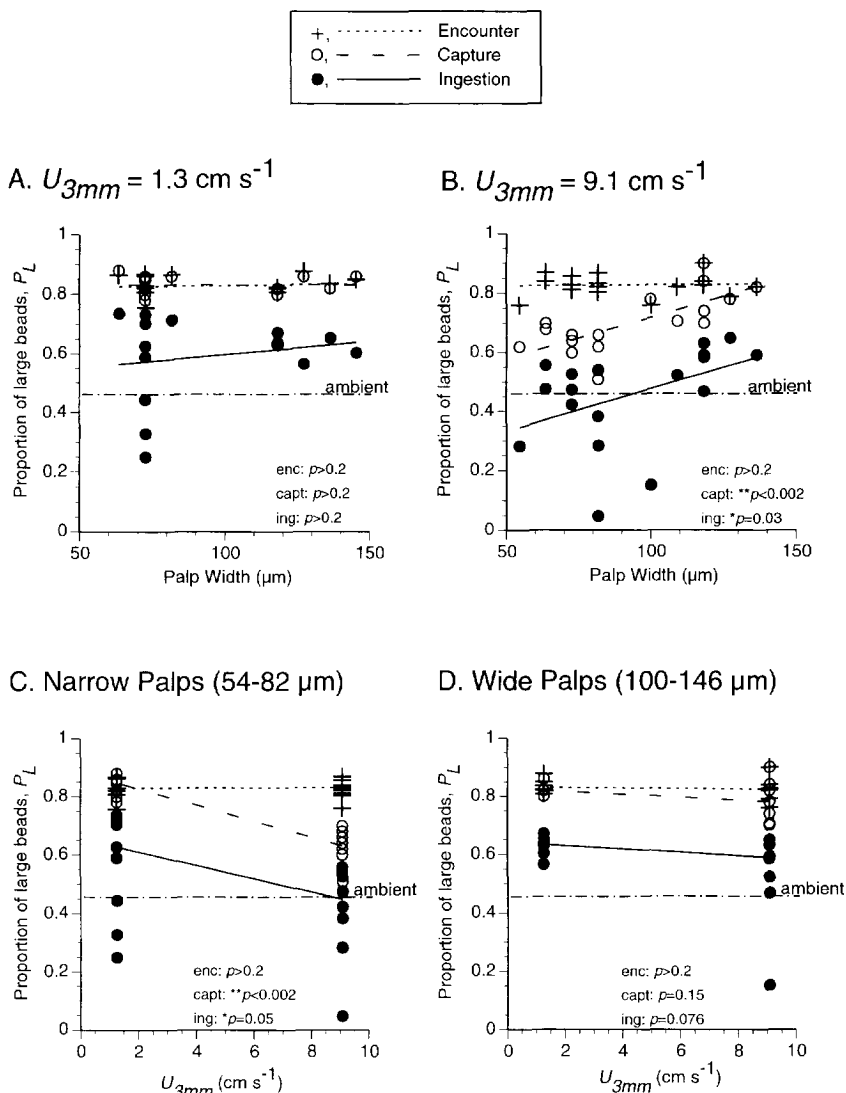 +, Encounter
○, Capture
●, Ingestion
A. U3mm = 1.3 cm s-1
Proportion of large beads, PL
1
0.8
0.6
0.4
0.2
0
ambient
enc: p>0.2
capt: p>0.2
ing: p>0.2
50 100 150
Palp Width (µm)
B. U3mm = 9.1 cm s-1
Proportion of large beads, PL
1
0.8
0.6
0.4
0.2
0
ambient
enc: p>0.2
capt: **p<0.002
ing: *p=0.03
50 100 150
Palp Width (µm)
C. Narrow Palps (54-82 µm)
Proportion of large beads, PL
1
0.8
0.6
0.4
0.2
0
ambient
enc: p>0.2
capt: **p<0.002
ing: *p=0.05
0 2 4 6 8 10
U3mm (cm s-1)
D. Wide Palps (100-146 µm)
Proportion of large beads, PL
1
0.8
0.6
0.4
0.2
0
ambient
enc: p>0.2
capt: p=0.15
ing: p=0.076
0 2 4 6 8 10
U3mm (cm s-1)